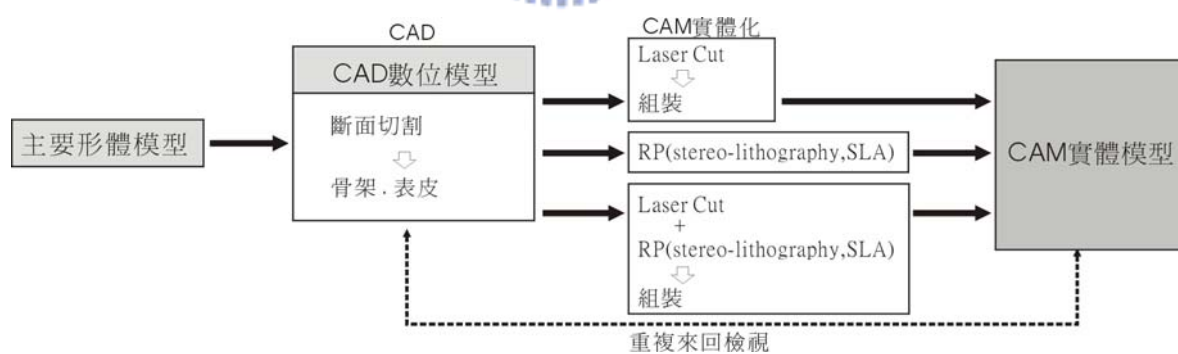 主要形體模型
CAD
CAD數位模型
斷面切割
骨架.表皮
CAM實體化
Laser Cut
組裝
RP(stereo-lithography,SLA)
Laser Cut
+
RP(stereo-lithography,SLA)
組裝
CAM實體模型
重複來回檢視